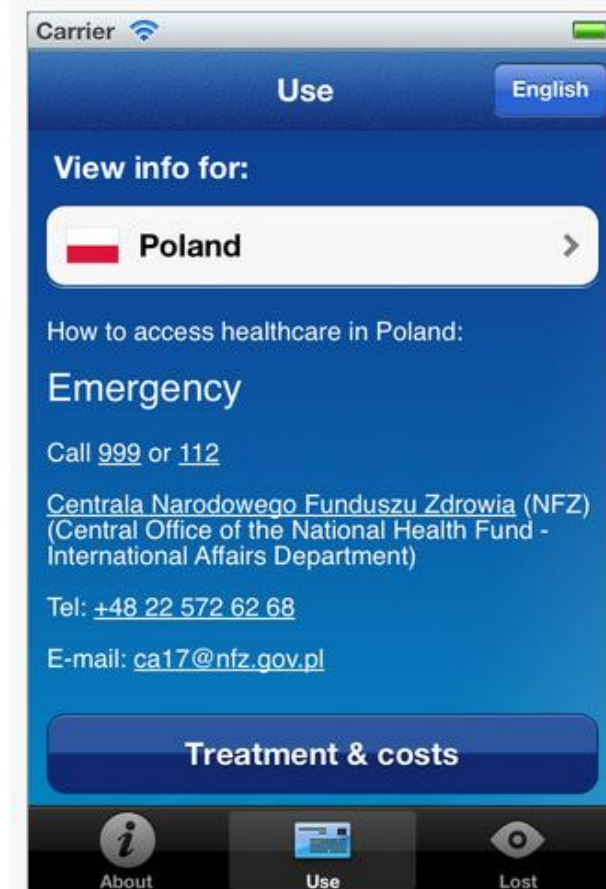 Carrier
Use
English
View info for:
Poland
How to access healthcare in Poland:
Emergency
Call 999 or 112
Centrala Narodowego Funduszu Zdrowia (NFZ)
(Central Office of the National Health Fund -
International Affairs Department)
Tel: +48 22 572 62 68
E-mail: ca17@nfz.gov.pl
Treatment & costs
About
Use
Lost